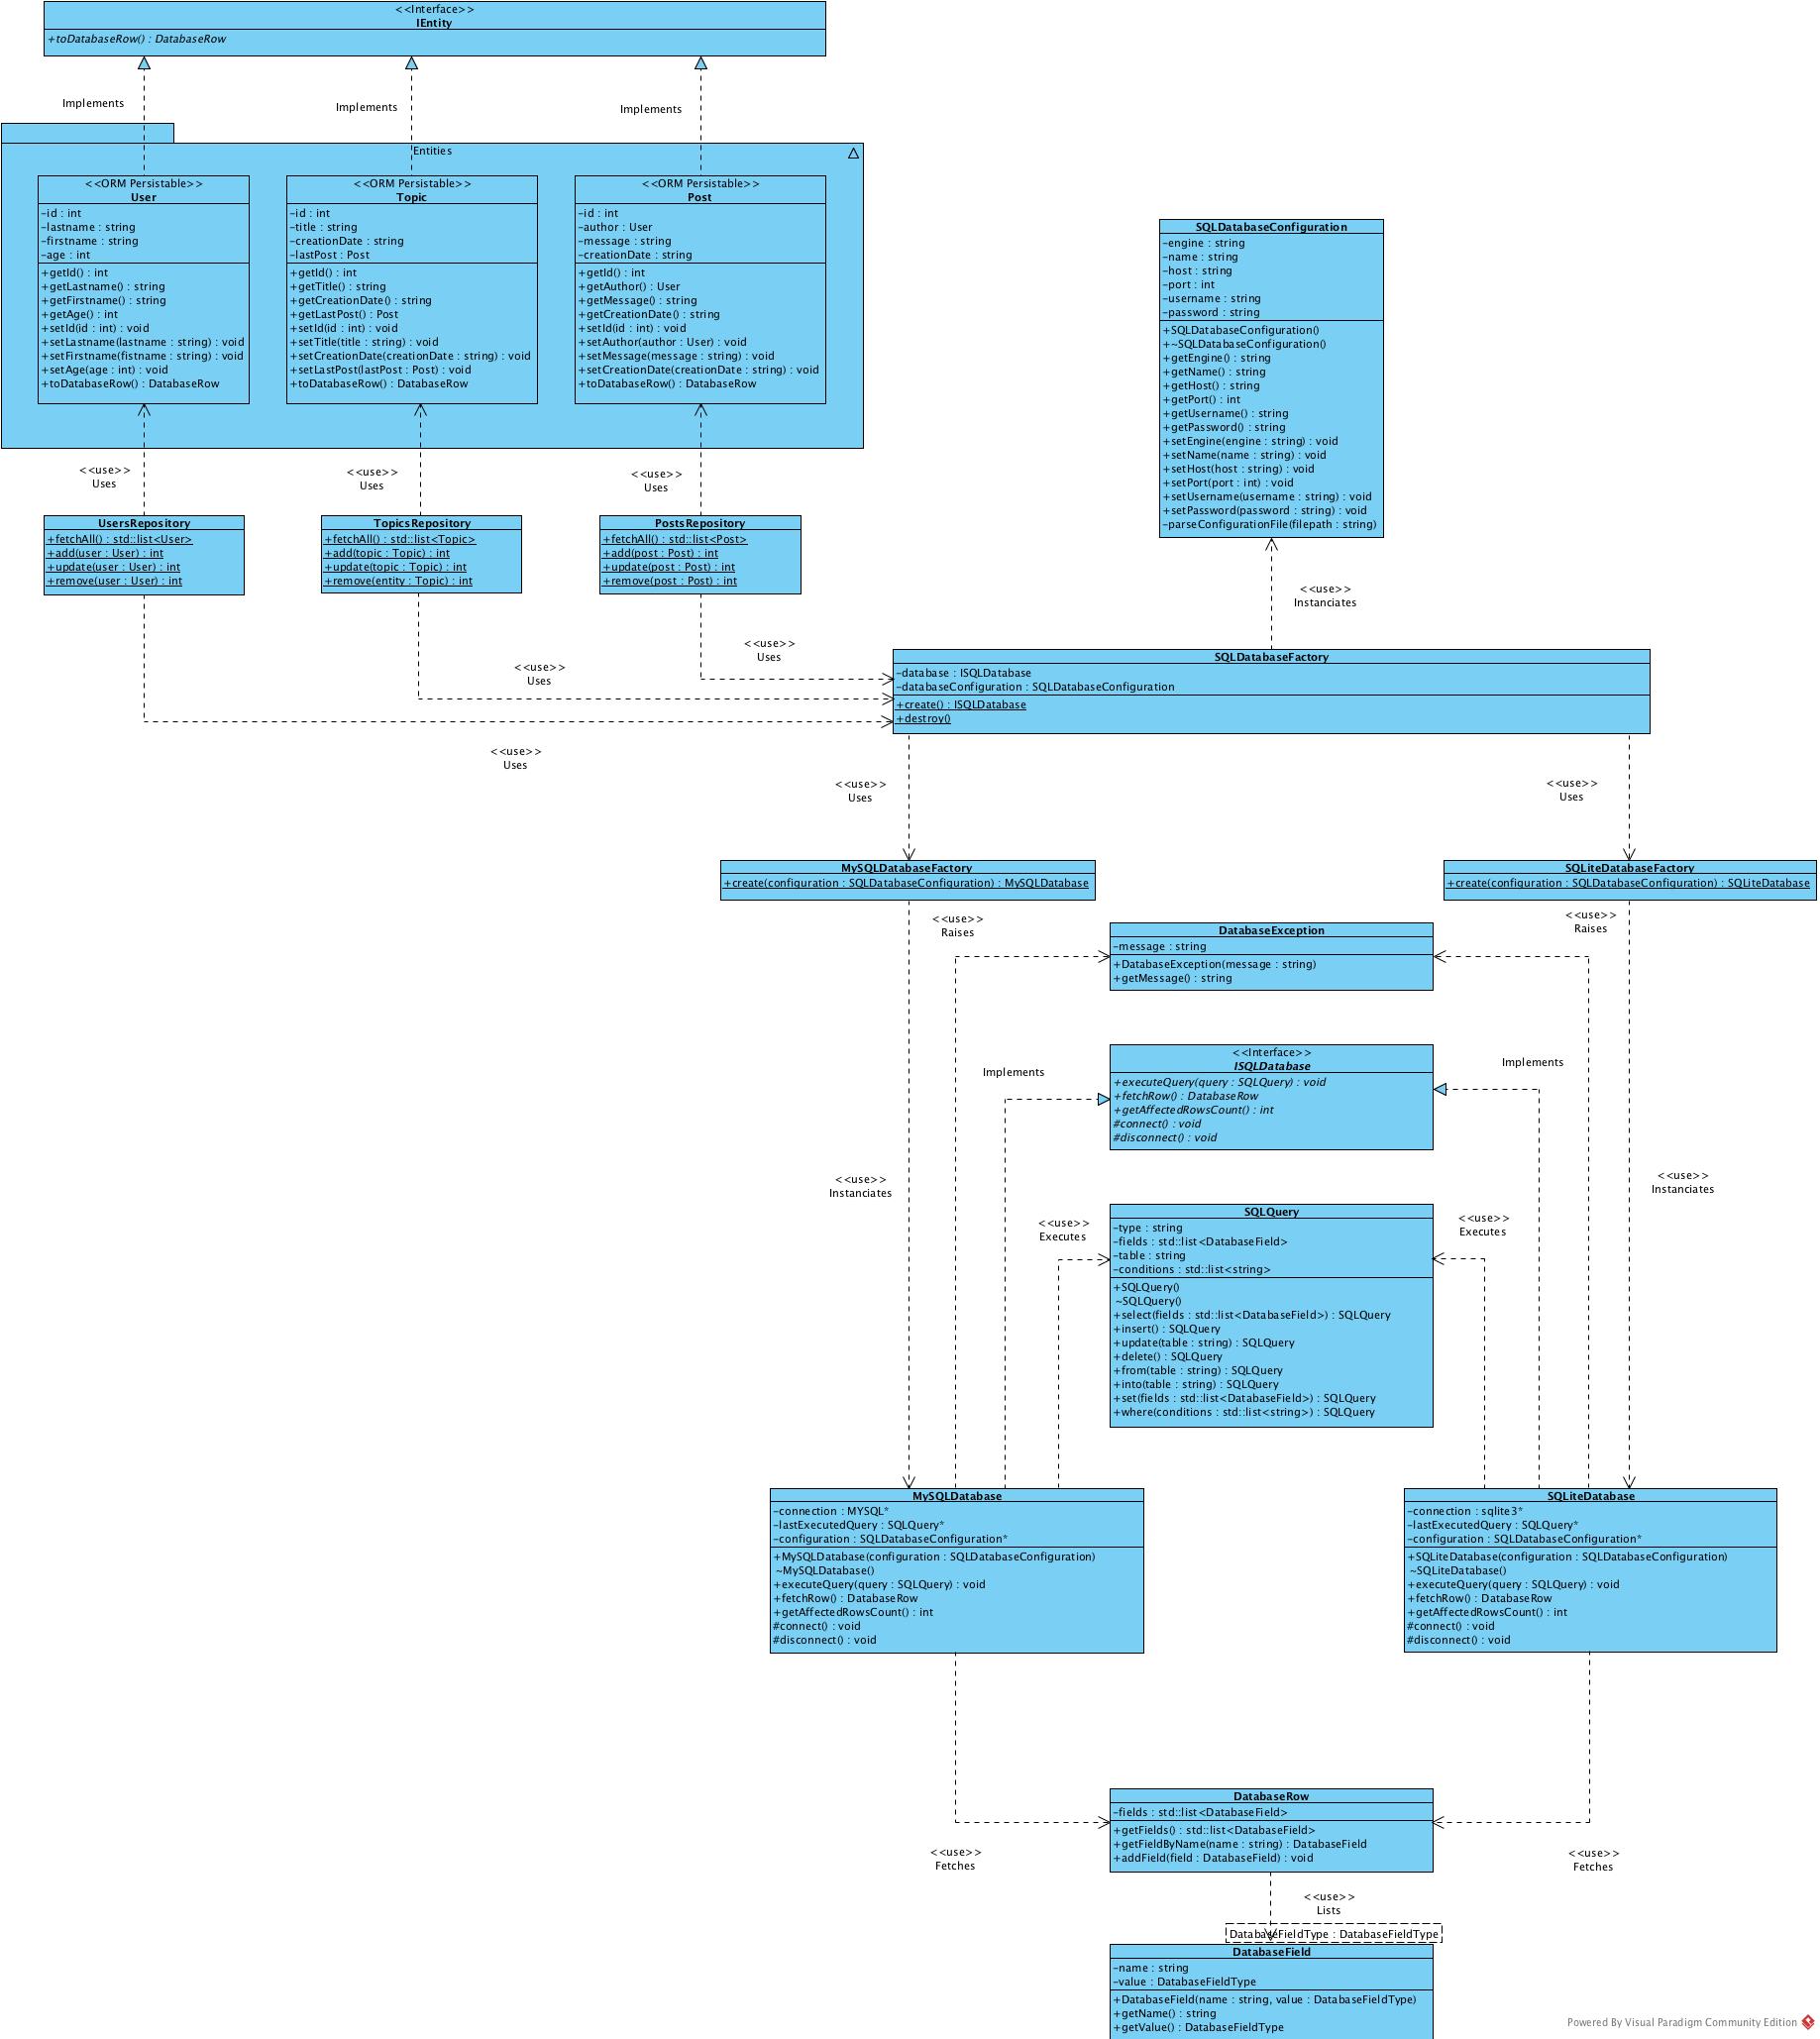 <<Interface>>
IEntity
+toDatabaseRow() : DatabaseRow
Implements
Implements
Implements
Entities
<<ORM Persistable>>
User
-id : int
-lastname : string
-firstname : string
-age : int
+getId() : int
+getLastname() : string
+getFirstname() : string
+getAge() : int
+setId(id : int) : void
+setLastname(lastname : string) : void
+setFirstname(fistname : string) : void
+setAge(age : int) : void
+toDatabaseRow() : DatabaseRow
<<ORM Persistable>>
Topic
-id : int
-title : string
-creationDate : string
-lastPost : Post
+getId() : int
+getTitle() : string
+getCreationDate() : string
+getLastPost() : Post
+setId(id : int) : void
+setTitle(title : string) : void
+setCreationDate(creationDate : string) : void
+setLastPost(lastPost : Post) : void
+toDatabaseRow() : DatabaseRow
<<ORM Persistable>>
Post
-id : int
-author : User
-message : string
-creationDate : string
+getId() : int
+getAuthor() : User
+getMessage() : string
+getCreationDate() : string
+setId(id : int) : void
+setAuthor(author : User) : void
+setMessage(message : string) : void
+setCreationDate(creationDate : string) : void
+toDatabaseRow() : DatabaseRow
SQLDatabaseConfiguration
-engine : string
-name : string
-host : string
-port : int
-username : string
-password : string
+SQLDatabaseConfiguration()
+~SQLDatabaseConfiguration()
+getEngine() : string
+getName() : string
+getHost() : string
+getPort() : int
+getUsername() : string
+getPassword() : string
+setEngine(engine : string) : void
+setName(name : string) : void
+setHost(host : string) : void
+setPort(port : int) : void
+setUsername(username : string) : void
+setPassword(password : string) : void
-parseConfigurationFile(filepath : string)
<<use>>
Uses
<<use>>
Uses
<<use>>
Uses
UsersRepository
+fetchAll() : std::list<User>
+add(user : User) : int
+update(user : User) : int
+remove(user : User) : int
TopicsRepository
+fetchAll() : std::list<Topic>
+add(topic : Topic) : int
+update(topic : Topic) : int
+remove(entity : Topic) : int
PostsRepository
+fetchAll() : std::list<Post>
+add(post : Post) : int
+update(post : Post) : int
+remove(post : Post) : int
<<use>>
Instanciates
<<use>>
Uses
<<use>>
Uses
<<use>>
Uses
SQLDatabaseFactory
-database : ISQLDatabase
-databaseConfiguration : SQLDatabaseConfiguration
+create() : ISQLDatabase
+destroy()
<<use>>
Uses
<<use>>
Uses
MySQLDatabaseFactory
+create(configuration : SQLDatabaseConfiguration) : MySQLDatabase
SQLiteDatabaseFactory
+create(configuration : SQLDatabaseConfiguration) : SQLiteDatabase
<<use>>
Raises
<<use>>
Raises
DatabaseException
-message : string
+DatabaseException(message : string)
+getMessage() : string
Implements
Implements
<<Interface>>
ISQLDatabase
+executeQuery(query : SQLQuery) : void
+fetchRow() : DatabaseRow
+getAffectedRowsCount() : int
#connect() : void
#disconnect() : void
<<use>>
Instanciates
<<use>>
Instanciates
<<use>>
Executes
<<use>>
Executes
SQLQuery
-type : string
-fields : std::list<DatabaseField>
-table : string
-conditions : std::list<string>
+SQLQuery()
~SQLQuery()
+select(fields : std::list<DatabaseField>) : SQLQuery
+insert() : SQLQuery
+update(table : string) : SQLQuery
+delete() : SQLQuery
+from(table : string) : SQLQuery
+into(table : string) : SQLQuery
+set(fields : std::list<DatabaseField>) : SQLQuery
+where(conditions : std::list<string>) : SQLQuery
MySQLDatabase
-connection : MYSQL*
-lastExecutedQuery : SQLQuery*
-configuration : SQLDatabaseConfiguration*
+MySQLDatabase(configuration : SQLDatabaseConfiguration)
~MySQLDatabase()
+executeQuery(query : SQLQuery) : void
+fetchRow() : DatabaseRow
+getAffectedRowsCount() : int
#connect() : void
#disconnect() : void
SQLiteDatabase
-connection : sqlite3*
-lastExecutedQuery : SQLQuery*
-configuration : SQLDatabaseConfiguration*
+SQLiteDatabase(configuration : SQLDatabaseConfiguration)
~SQLiteDatabase()
+executeQuery(query : SQLQuery) : void
+fetchRow() : DatabaseRow
+getAffectedRowsCount() : int
#connect() : void
#disconnect() : void
DatabaseRow
-fields : std::list<DatabaseField>
+getFields() : std::list<DatabaseField>
+getFieldByName(name : string) : DatabaseField
+addField(field : DatabaseField) : void
<<use>>
Fetches
<<use>>
Fetches
<<use>>
Lists
DatabaseFieldType : DatabaseFieldType
DatabaseField
-name : string
-value : DatabaseFieldType
+DatabaseField(name : string, value : DatabaseFieldType)
+getName() : string
+getValue() : DatabaseFieldType
Powered By Visual Paradigm Community Edition